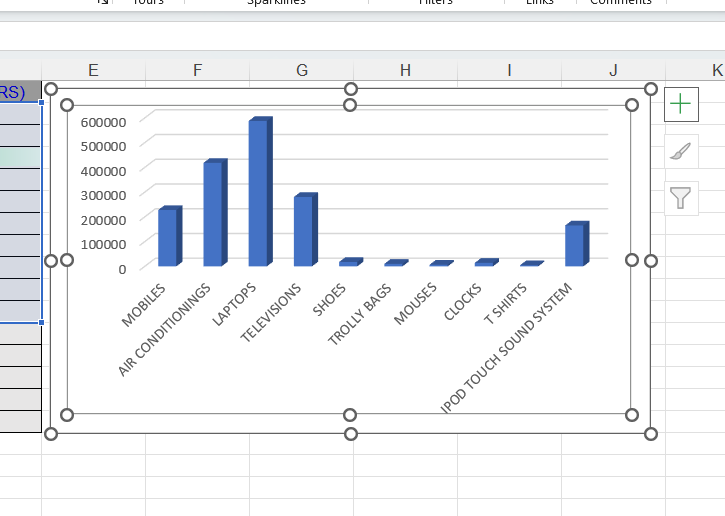 Tours Sparklines Filters Links Comments
E F G H I J K
RS)
600000
500000
400000
300000
200000
100000
0
MOBILES
AIR CONDITIONINGS
LAPTOPS
TELEVISIONS
SHOES
TROLLY BAGS
MOUSES
CLOCKS
T SHIRTS
IPOD TOUCH SOUND SYSTEM